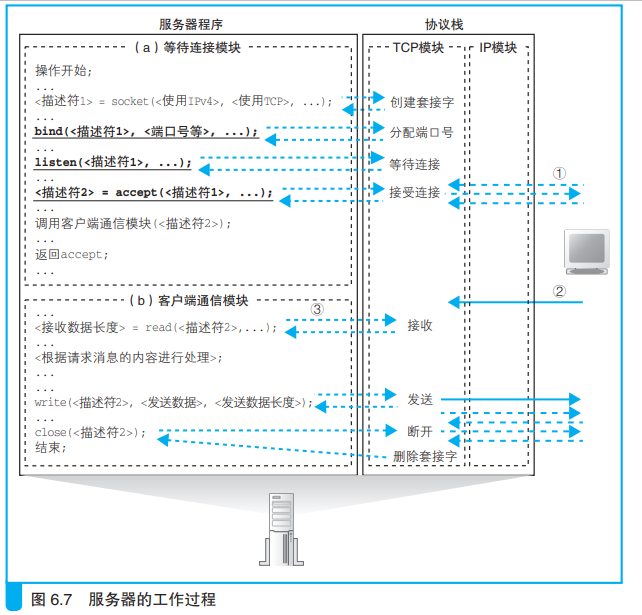 服务器程序
协议栈
(a)等待连接模块
TCP模块
IP模块
操作开始;
...
<描述符1> = socket(<使用IPv4>, <使用TCP>, ...);
创建套接字
...
bind(<描述符1>, <端口号等>, ...);
分配端口号
...
listen(<描述符1>, ...);
等待连接
...
①
<描述符2> = accept(<描述符1>, ...);
接受连接
...
调用客户端通信模块(<描述符2>);
...
返回accept;
...
②
(b)客户端通信模块
...
③
<接收数据长度> = read(<描述符2>,...);
接收
...
<根据请求消息的内容进行处理>;
...
...
write(<描述符2>, <发送数据>, <发送数据长度>);
发送
...
close(<描述符2>);
断开
结束;
删除套接字
图 6.7 服务器的工作过程